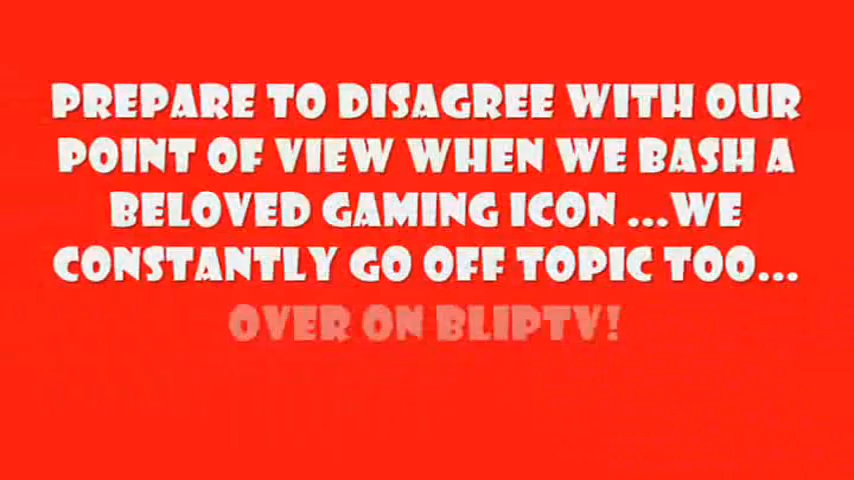 PREPARE TO DISAGREE WITH OUR
POINT OF VIEW WHEN WE BASH A
BELOVED GAMING ICON ...WE
CONSTANTLY GO OFF TOPIC TOO...
OVER ON BLIPTV!